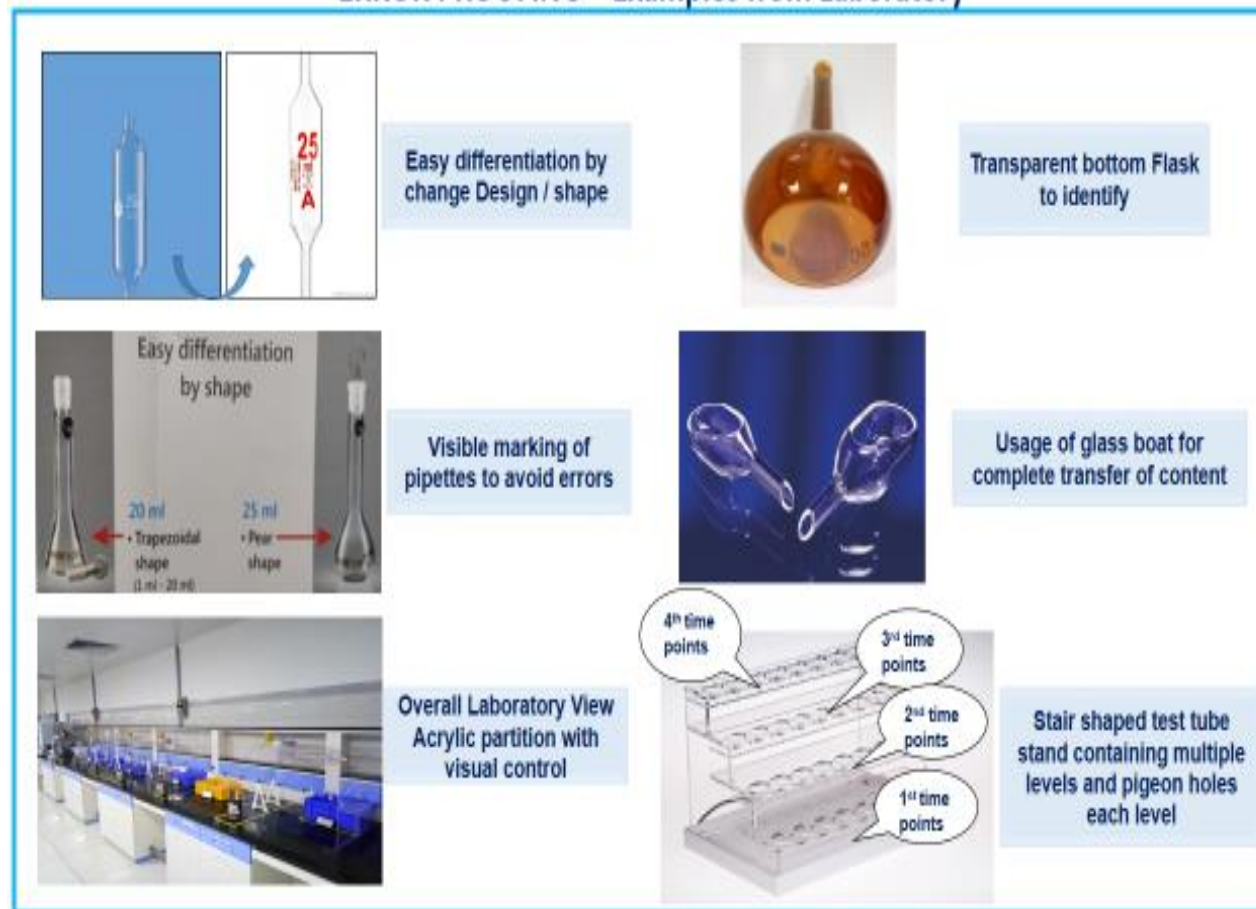 Examples from Laboratory
25
A
Easy differentiation by
change Design / shape
Transparent bottom Flask
to identify
Easy differentiation
by shape
20 ml
• Trapezoidal
shape
(1 ml - 20 ml)
25 ml
• Pear
shape
Visible marking of
pipettes to avoid errors
Usage of glass boat for
complete transfer of content
Overall Laboratory View
Acrylic partition with
visual control
4th time
points
3rd time
points
2nd time
points
1st time
points
Stair shaped test tube
stand containing multiple
levels and pigeon holes
each level